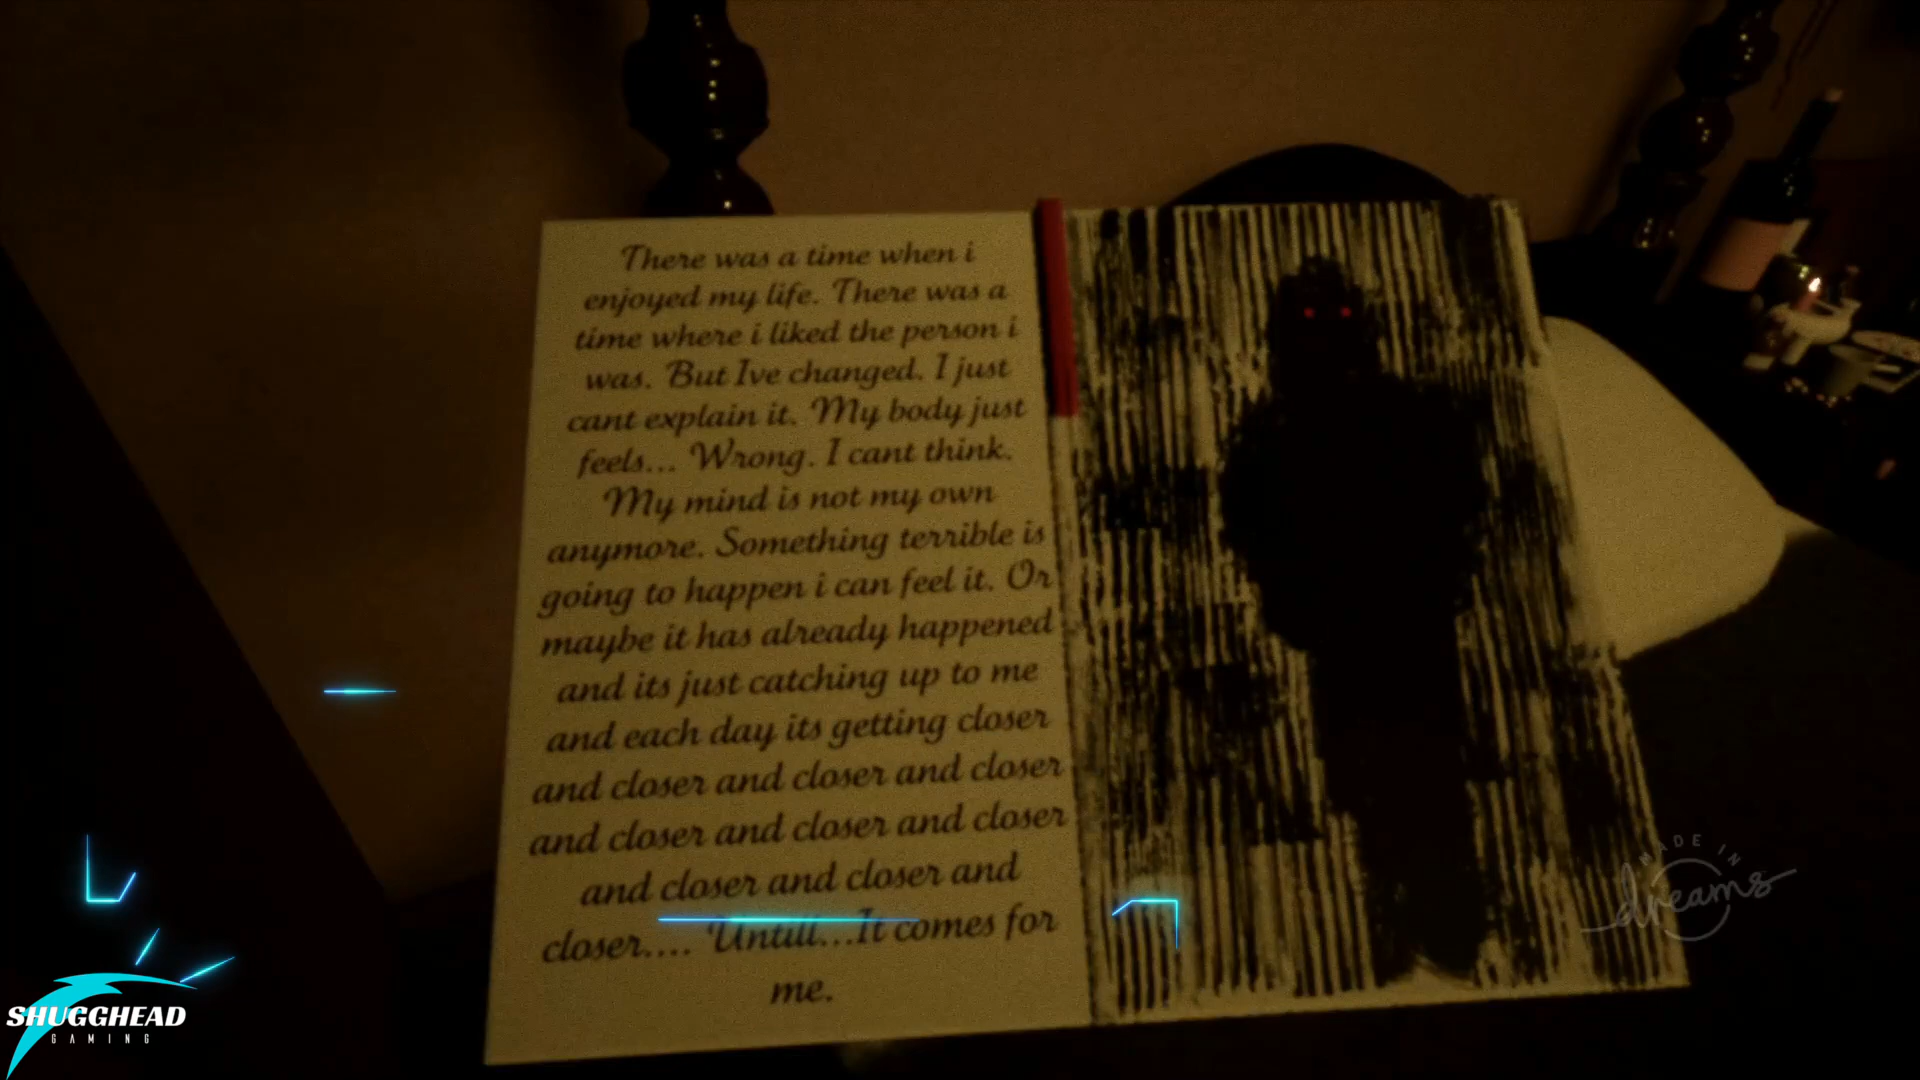 There was a time when i
enjoyed my life. There was a
time where i liked the person i
was. But Ive changed. I just
cant explain it. My body just
feels... Wrong. I cant think.
My mind is not my own
anymore. Something terrible is
going to happen i can feel it. Or
maybe it has already happened
and its just catching up to me
and each day its getting closer
and closer and closer and closer
and closer and closer and closer
and closer and closer and
closer.... Untill...It comes for
me.
MADE IN
dreams
SHUGGHEAD
GAMING